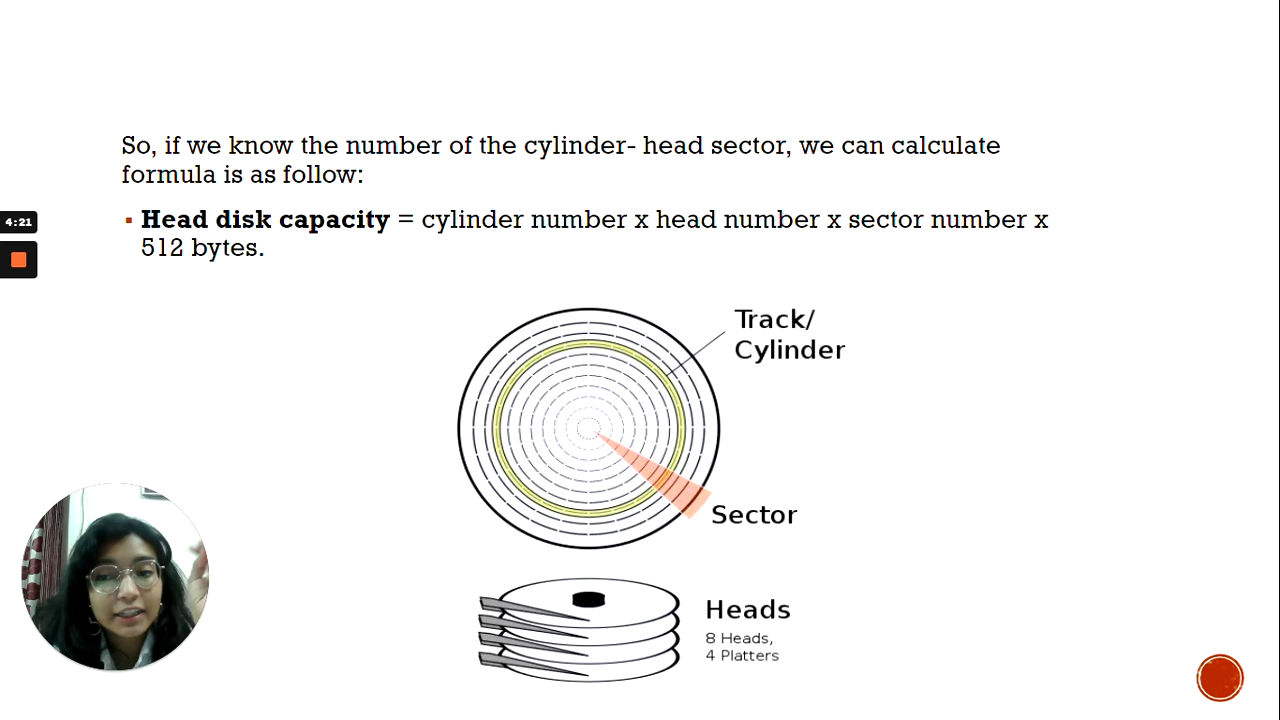 So, if we know the number of the cylinder- head sector, we can calculate
formula is as follow:
4:21
▪ Head disk capacity = cylinder number x head number x sector number x
512 bytes.
Track/
Cylinder
Sector
Heads
8 Heads,
4 Platters